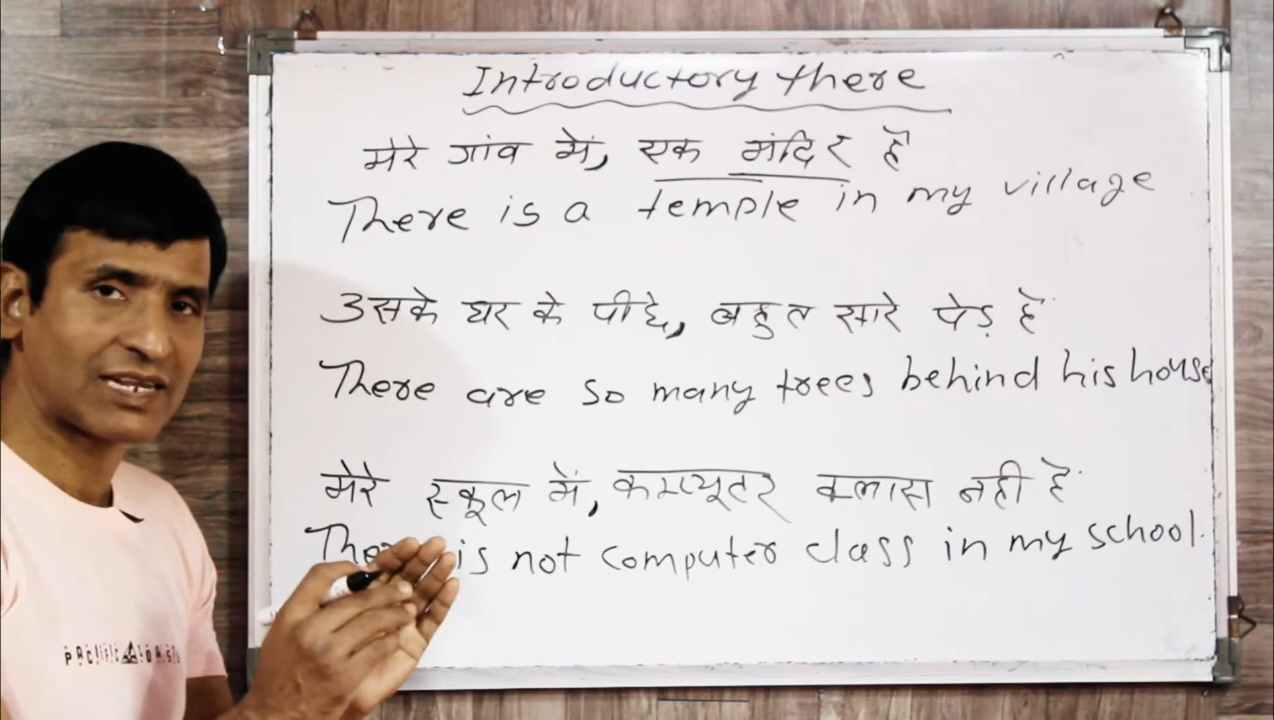 Introductory there
मेरे गांव में, एक मंदिर है
There is a temple in my village
उसके घर के पीछे, बहुत सारे पेड़ है
There are so many trees behind his house
मेरे स्कूल में, कम्प्यूटर क्लास नही है
The is not computer class in my school.